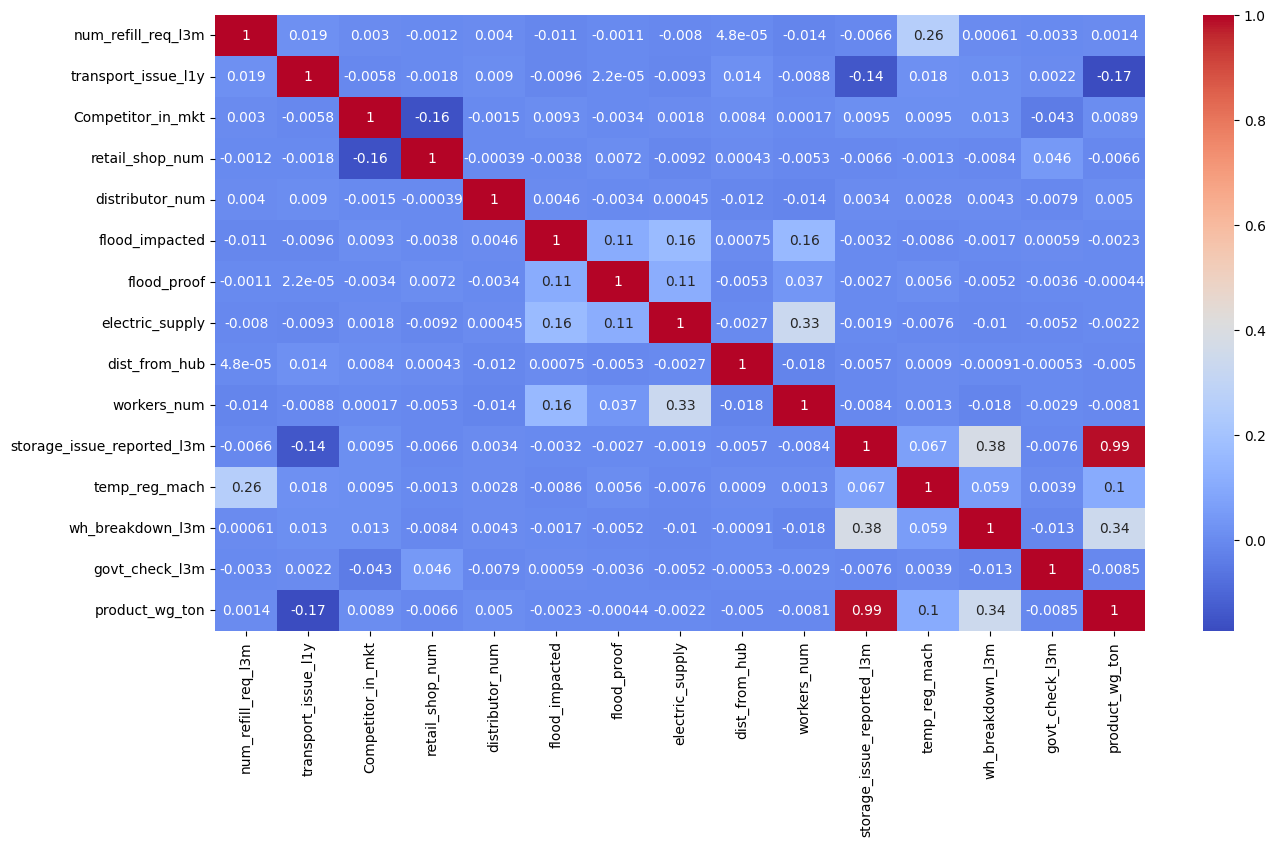 num_refill_req_l3m 1 0.019 0.003 -0.0012 0.004 -0.011 -0.0011 -0.008 4.8e-05 -0.014 -0.0066 0.26 0.00061 -0.0033 0.0014
transport_issue_l1y 0.019 1 -0.0058 -0.0018 0.009 -0.0096 2.2e-05 -0.0093 0.014 -0.0088 -0.14 0.018 0.013 0.0022 -0.17
Competitor_in_mkt 0.003 -0.0058 1 -0.16 -0.0015 0.0093 -0.0034 0.0018 0.0084 0.00017 0.0095 0.0095 0.013 -0.043 0.0089
retail_shop_num -0.0012 -0.0018 -0.16 1 -0.00039 -0.0038 0.0072 -0.0092 0.00043 -0.0053 -0.0066 -0.0013 -0.0084 0.046 -0.0066
distributor_num 0.004 0.009 -0.0015 -0.00039 1 0.0046 -0.0034 0.00045 -0.012 -0.014 0.0034 0.0028 0.0043 -0.0079 0.005
flood_impacted -0.011 -0.0096 0.0093 -0.0038 0.0046 1 0.11 0.16 0.00075 0.16 -0.0032 -0.0086 -0.0017 0.00059 -0.0023
flood_proof -0.0011 2.2e-05 -0.0034 0.0072 -0.0034 0.11 1 0.11 -0.0053 0.037 -0.0027 0.0056 -0.0052 -0.0036 -0.00044
electric_supply -0.008 -0.0093 0.0018 -0.0092 0.00045 0.16 0.11 1 -0.0027 0.33 -0.0019 -0.0076 -0.01 -0.0052 -0.0022
dist_from_hub 4.8e-05 0.014 0.0084 0.00043 -0.012 0.00075 -0.0053 -0.0027 1 -0.018 -0.0057 0.0009 -0.00091 -0.00053 -0.005
workers_num -0.014 -0.0088 0.00017 -0.0053 -0.014 0.16 0.037 0.33 -0.018 1 -0.0084 0.0013 -0.018 -0.0029 -0.0081
storage_issue_reported_l3m -0.0066 -0.14 0.0095 -0.0066 0.0034 -0.0032 -0.0027 -0.0019 -0.0057 -0.0084 1 0.067 0.38 -0.0076 0.99
temp_reg_mach 0.26 0.018 0.0095 -0.0013 0.0028 -0.0086 0.0056 -0.0076 0.0009 0.0013 0.067 1 0.059 0.0039 0.1
wh_breakdown_l3m 0.00061 0.013 0.013 -0.0084 0.0043 -0.0017 -0.0052 -0.01 -0.00091 -0.018 0.38 0.059 1 -0.013 0.34
govt_check_l3m -0.0033 0.0022 -0.043 0.046 -0.0079 0.00059 -0.0036 -0.0052 -0.00053 -0.0029 -0.0076 0.0039 -0.013 1 -0.0085
product_wg_ton 0.0014 -0.17 0.0089 -0.0066 0.005 -0.0023 -0.00044 -0.0022 -0.005 -0.0081 0.99 0.1 0.34 -0.0085 1
num_refill_req_l3m
transport_issue_l1y
Competitor_in_mkt
retail_shop_num
distributor_num
flood_impacted
flood_proof
electric_supply
dist_from_hub
workers_num
storage_issue_reported_l3m
temp_reg_mach
wh_breakdown_l3m
govt_check_l3m
product_wg_ton
1.0
0.8
0.6
0.4
0.2
0.0